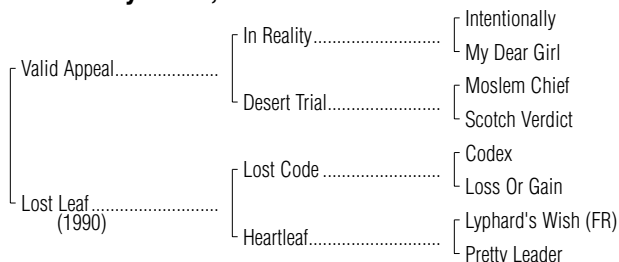 Intentionally
In Reality
My Dear Girl
Valid Appeal
Moslem Chief
Desert Trial
Scotch Verdict
Codex
Lost Code
Loss Or Gain
Lost Leaf
(1990)
Lyphard's Wish (FR)
Heartleaf
Pretty Leader